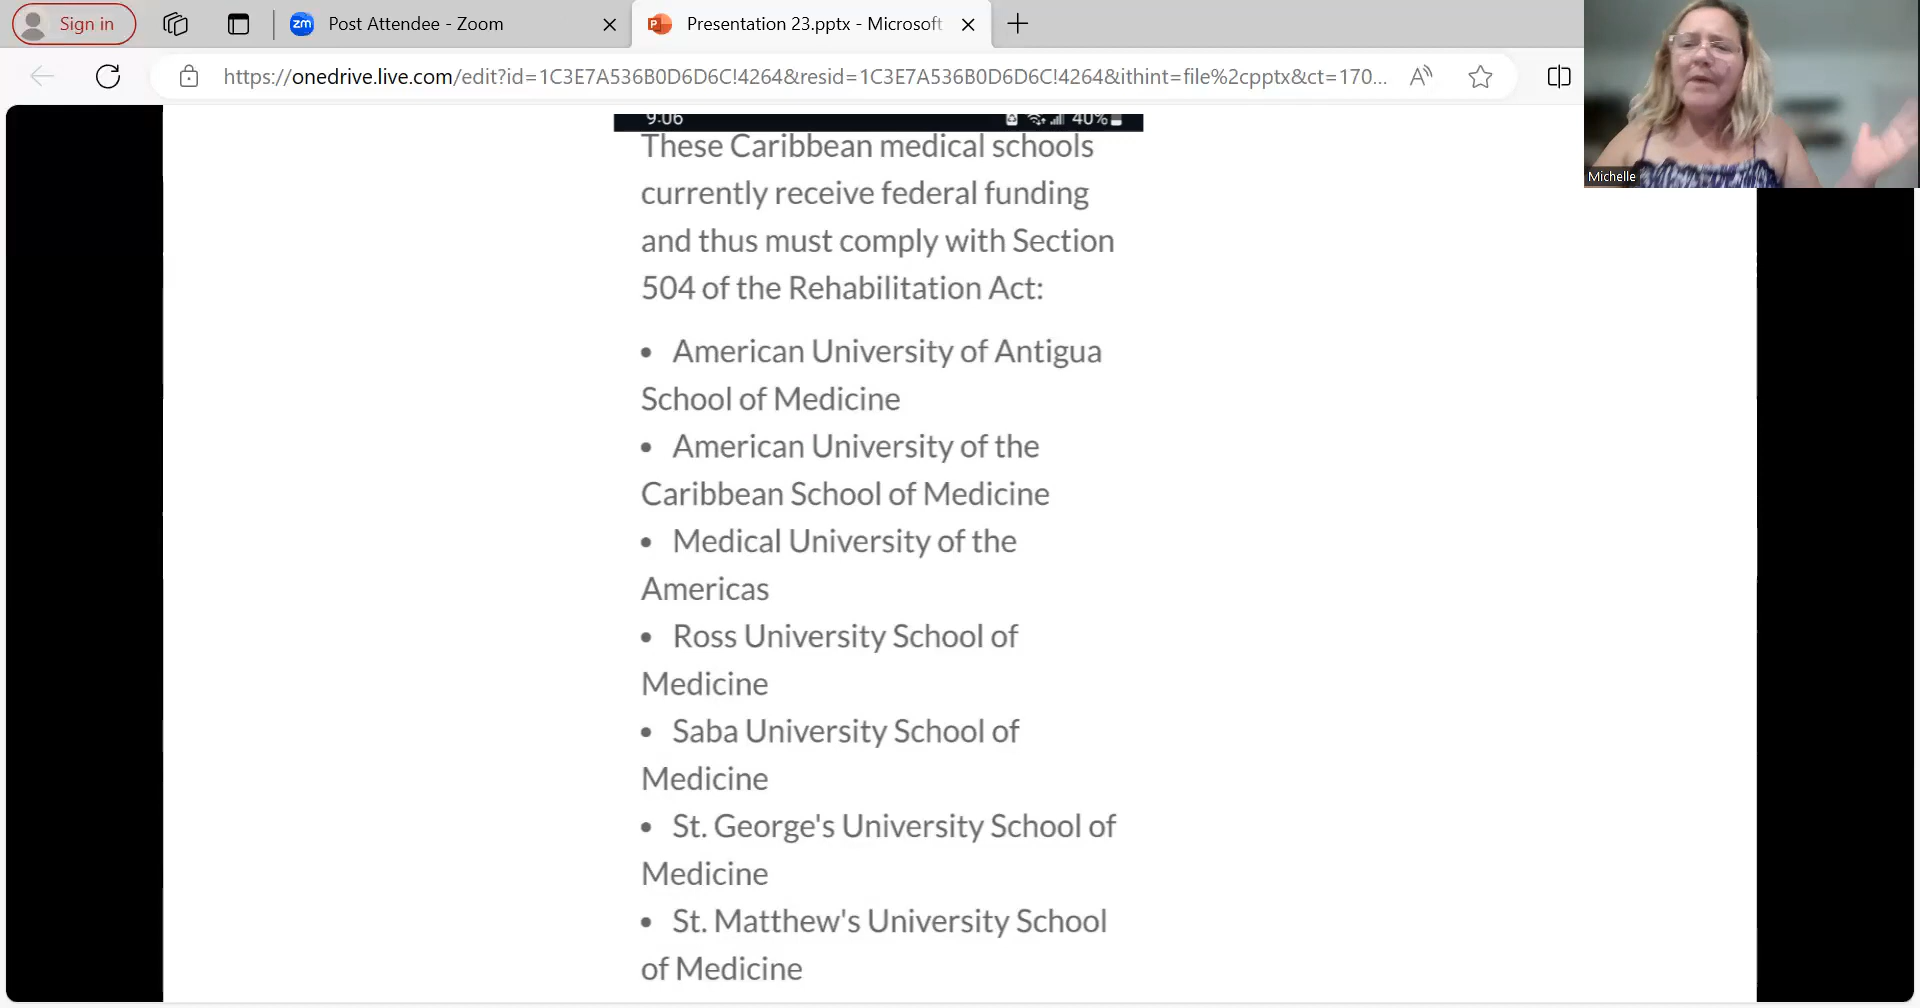 Sign in
zm
Post Attendee - Zoom
P
Presentation 23.pptx - Microsoft
https://onedrive.live.com/edit?id=1C3E7A536B0D6D6C!4264&resid=1C3E7A536B0D6D6C!4264&ithint=file%2cpptx&ct=170...
Michelle
9:06
40%
These Caribbean medical schools
currently receive federal funding
and thus must comply with Section
504 of the Rehabilitation Act:
• American University of Antigua
School of Medicine
• American University of the
Caribbean School of Medicine
• Medical University of the
Americas
• Ross University School of
Medicine
• Saba University School of
Medicine
• St. George's University School of
Medicine
• St. Matthew's University School
of Medicine